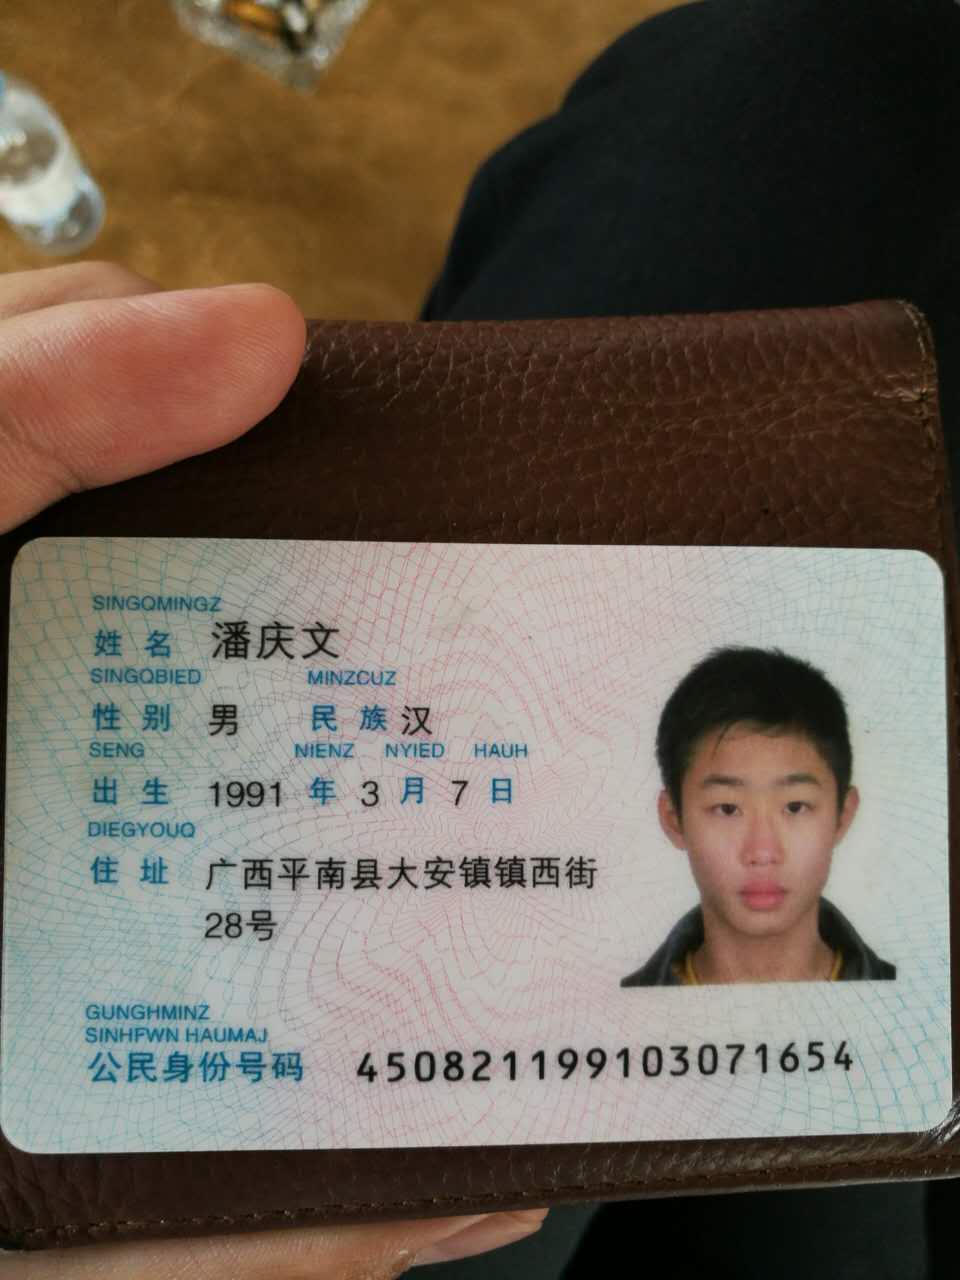 SINGQMINGZ
姓名 潘庆文
SINGQBIED MINZCUZ
性别 男 民族 汉
SENG NIENZ NYIED HAUH
出生 1991 年 3 月 7 日
DIEGYOUQ
住址 广西平南县大安镇镇西街
28号
GUNGHMINZ
SINHFWN HAUMAJ
公民身份号码 450821199103071654